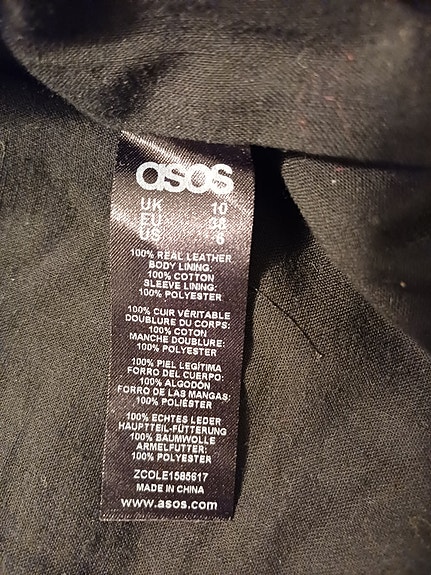 asos
UK 10
EU 38
US 6
100% REAL LEATHER
BODY LINING:
100% COTTON
SLEEVE LINING:
100% POLYESTER
100% CUIR VÉRITABLE
DOUBLURE DU CORPS:
100% COTON
MANCHE DOUBLURE:
100% POLYESTER
100% PIEL LEGÍTIMA
FORRO DEL CUERPO:
100% ALGODÓN
FORRO DE LAS MANGAS:
100% POLIÉSTER
100% ECHTES LEDER
HAUPTTEIL-FÜTTERUNG
100% BAUMWOLLE
ARMELFUTTER:
100% POLYESTER
ZCOLE1585617
MADE IN CHINA
www.asos.com